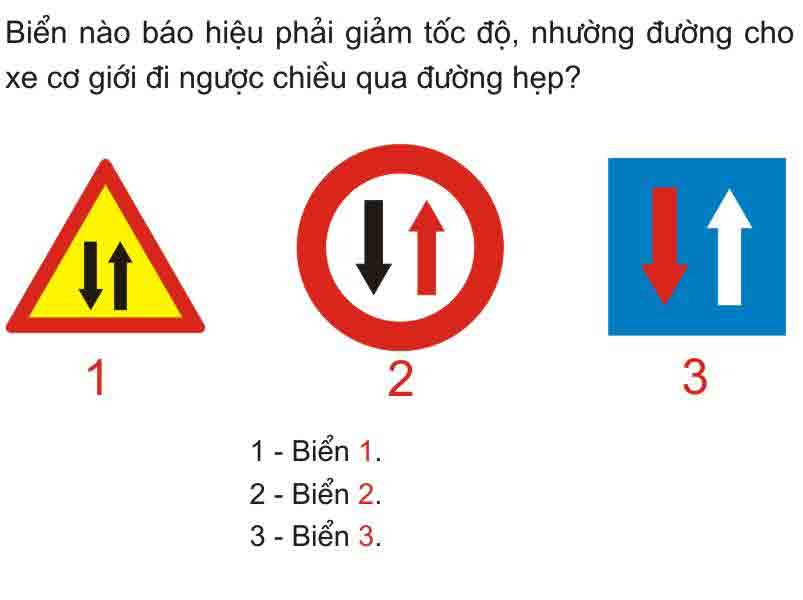 Biển nào báo hiệu phải giảm tốc độ, nhường đường cho
xe cơ giới đi ngược chiều qua đường hẹp?
1 2 3
1 - Biển 1.
2 - Biển 2.
3 - Biển 3.